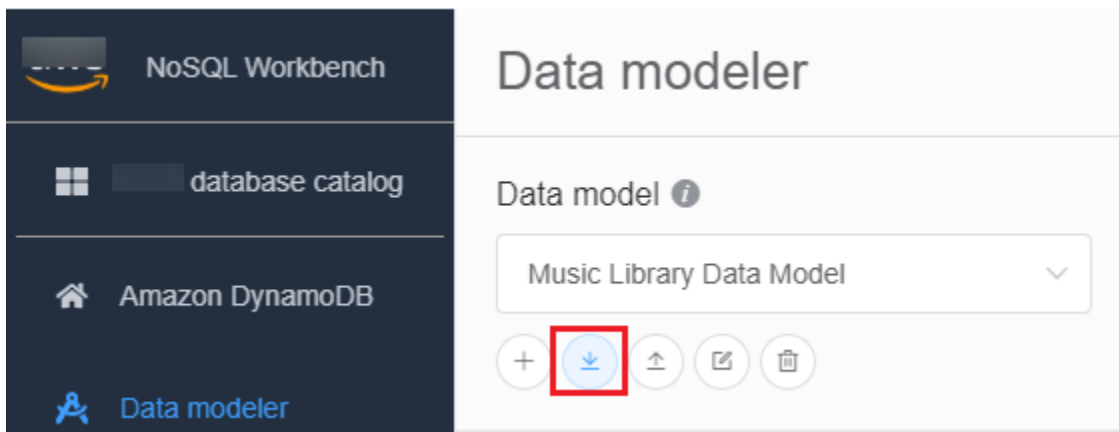 NoSQL Workbench
database catalog
Amazon DynamoDB
Data modeler
Data modeler
Data model
Music Library Data Model